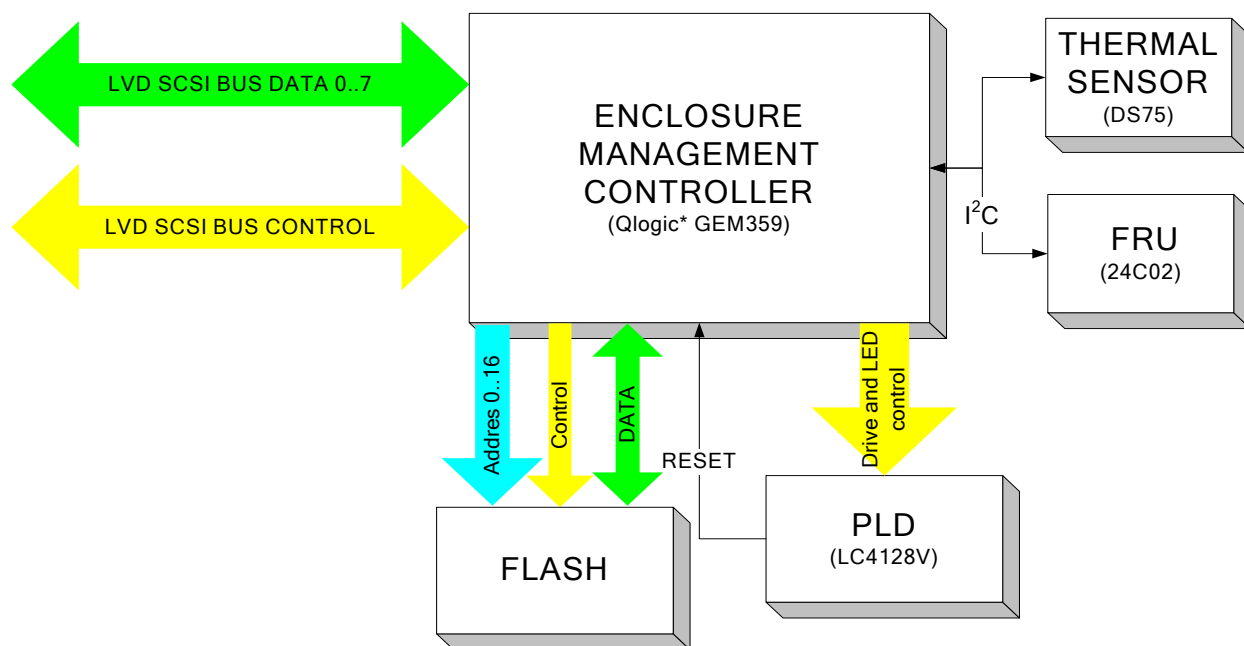 LVD SCSI BUS DATA 0..7
LVD SCSI BUS CONTROL
ENCLOSURE
MANAGEMENT
CONTROLLER
(Qlogic* GEM359)
THERMAL
SENSOR
(DS75)
I²C
FRU
(24C02)
Addres 0..16
Control
DATA
RESET
Drive and LED
control
FLASH
PLD
(LC4128V)